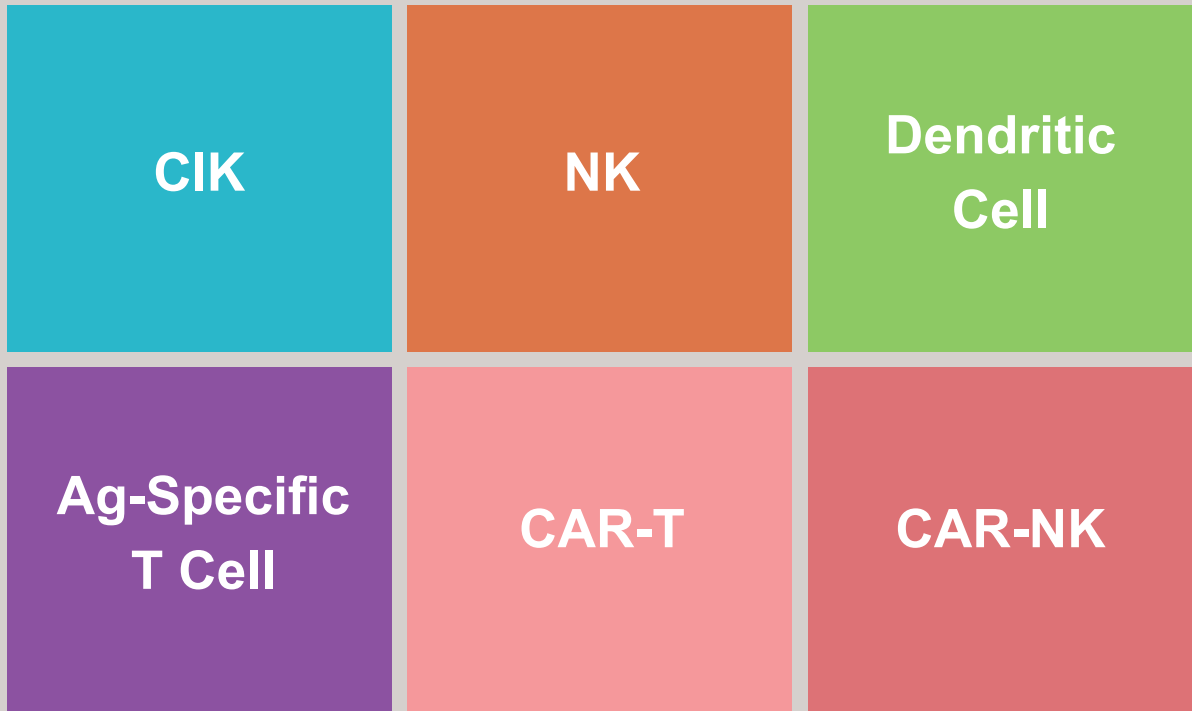 CIK
NK
Dendritic
Cell
Ag-Specific
T Cell
CAR-T
CAR-NK